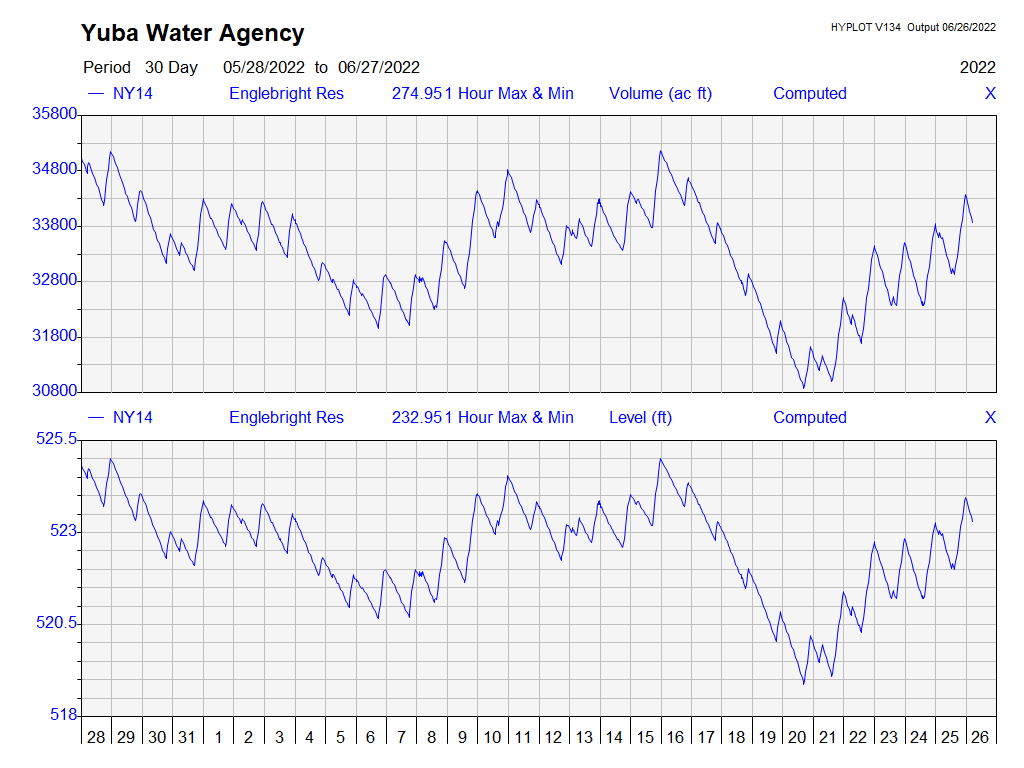 Yuba Water Agency
HYPLOT V134 Output 06/26/2022
Period 30 Day 05/28/2022 to 06/27/2022
2022
NY14 Englebright Res 274.951 Hour Max & Min Volume (ac ft) Computed X
35800
34800
33800
32800
31800
30800
NY14 Englebright Res 232.951 Hour Max & Min Level (ft) Computed X
525.5
523
520.5
518
28 29 30 31 1 2 3 4 5 6 7 8 9 10 11 12 13 14 15 16 17 18 19 20 21 22 23 24 25 26